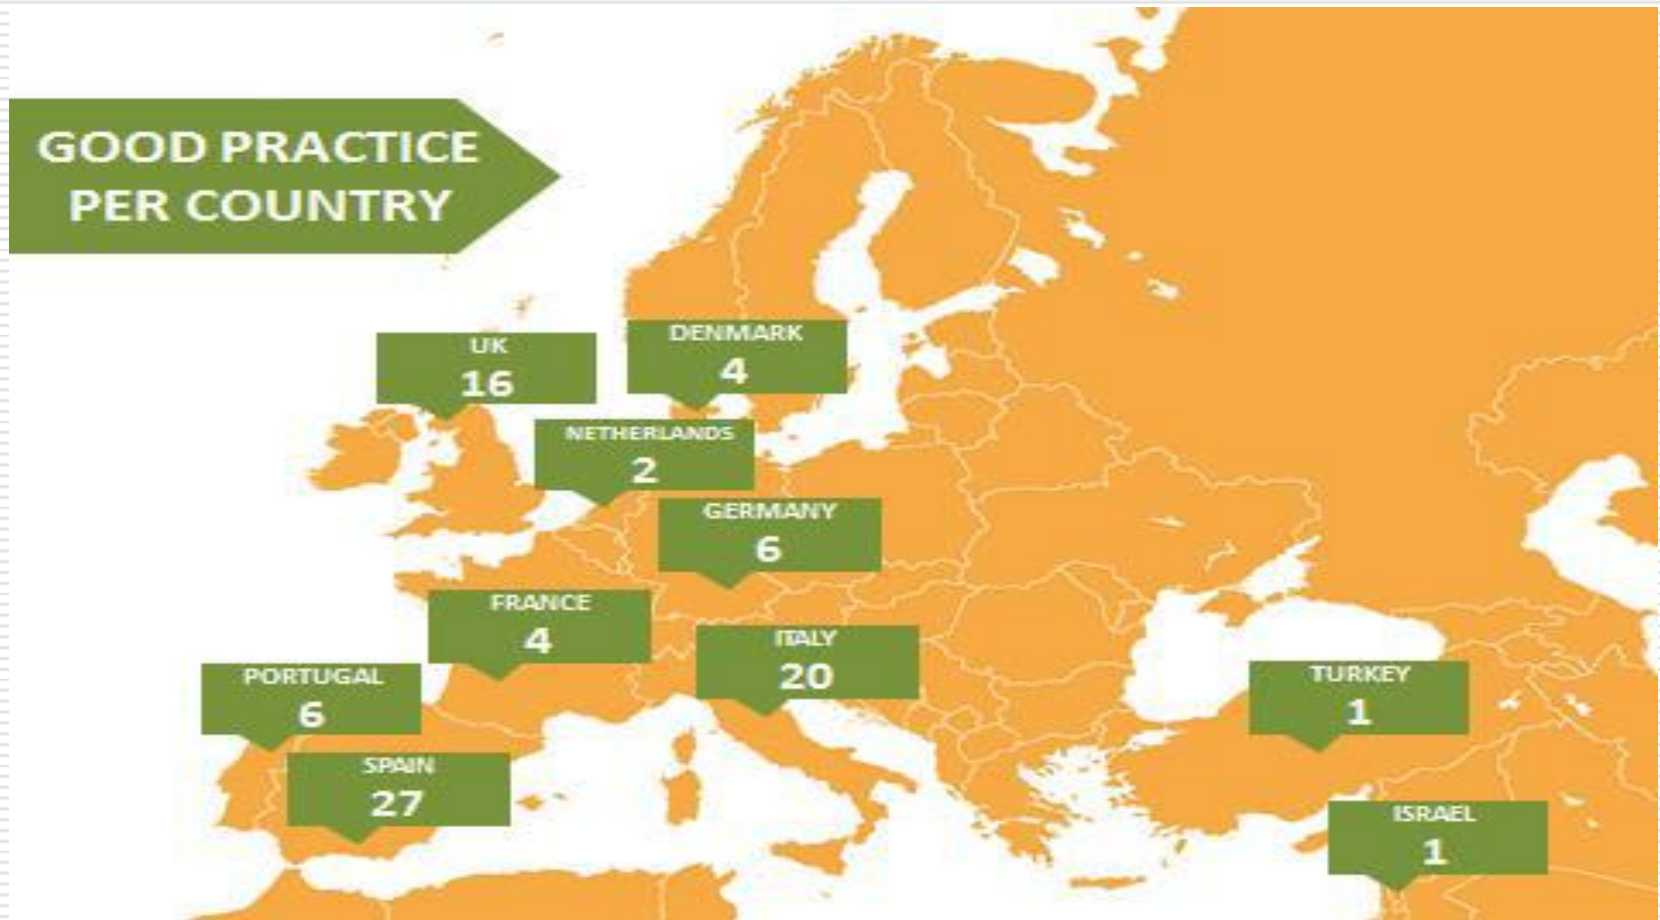 GOOD PRACTICE
PER COUNTRY
UK
16
DENMARK
4
NETHERLANDS
2
GERMANY
6
FRANCE
4
ITALY
20
PORTUGAL
6
TURKEY
1
SPAIN
27
ISRAEL
1